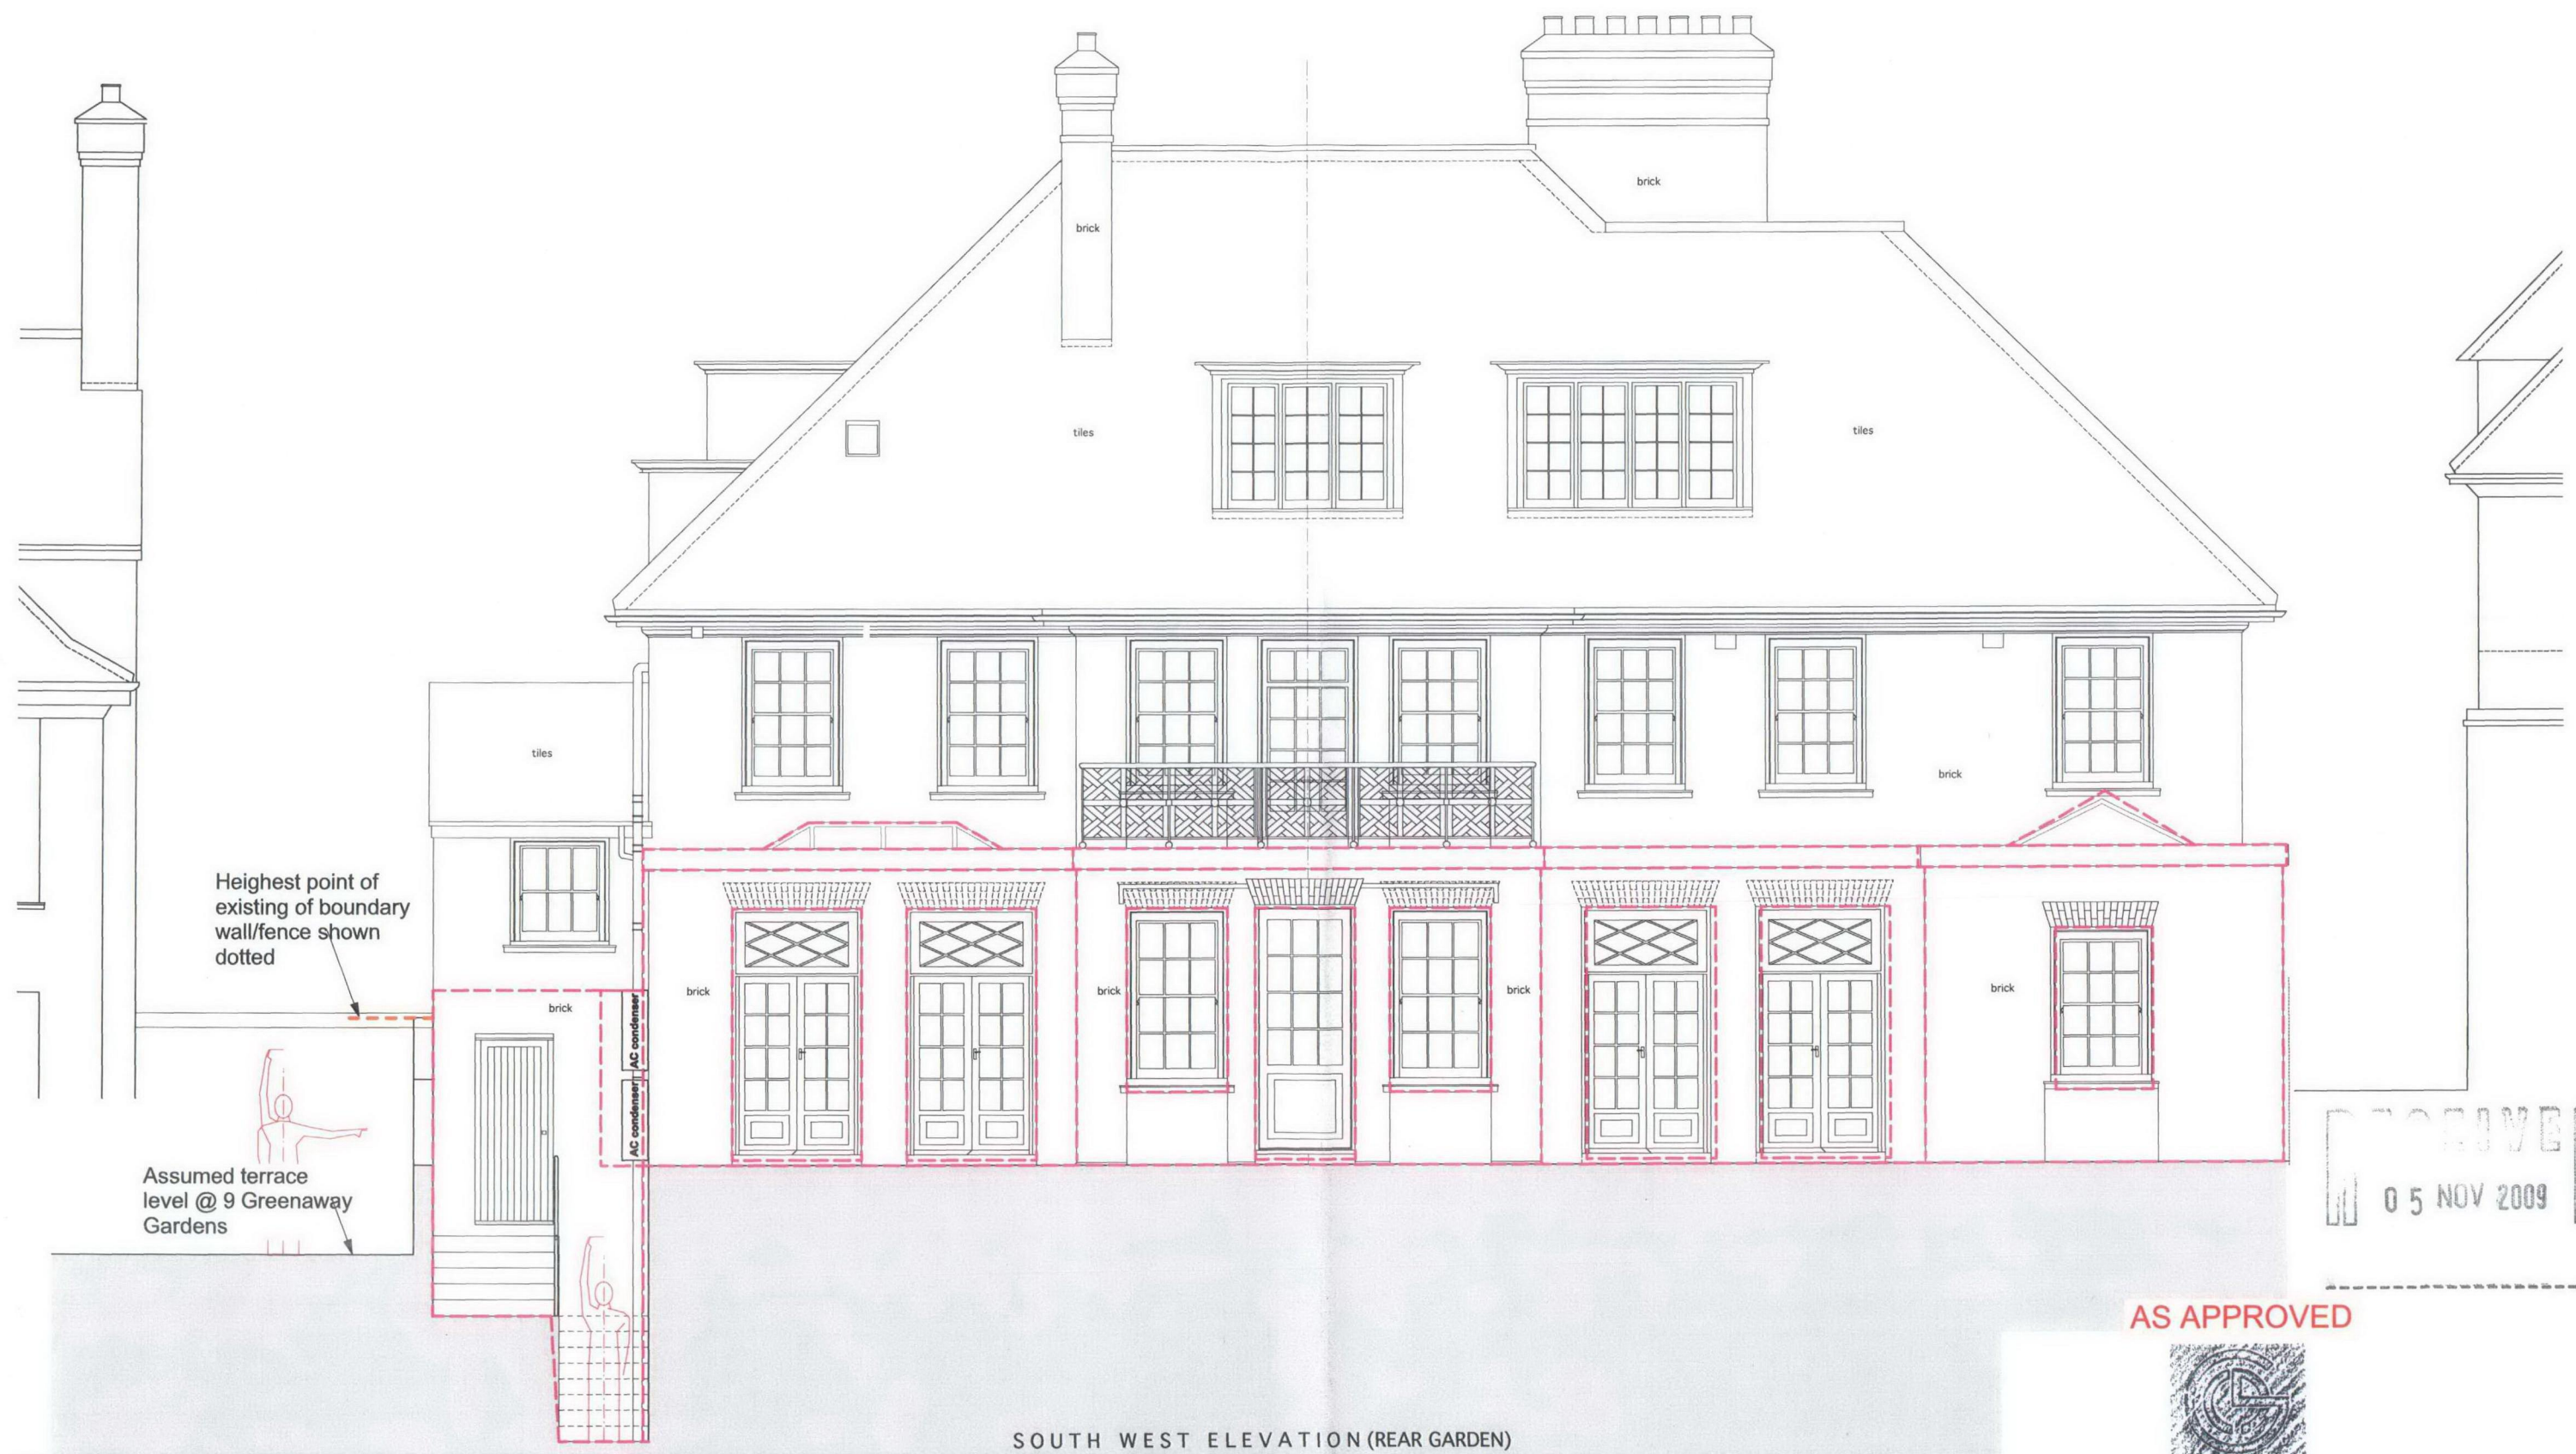 brick
brick
tiles
tiles
tiles
brick
Heighest point of
existing of boundary
wall/fence shown
dotted
brick
AC condenser
AC condenser
brick
brick
brick
brick
Assumed terrace
level @ 9 Greenaway
Gardens
05 NOV 2009
AS APPROVED
SOUTH WEST ELEVATION (REAR GARDEN)